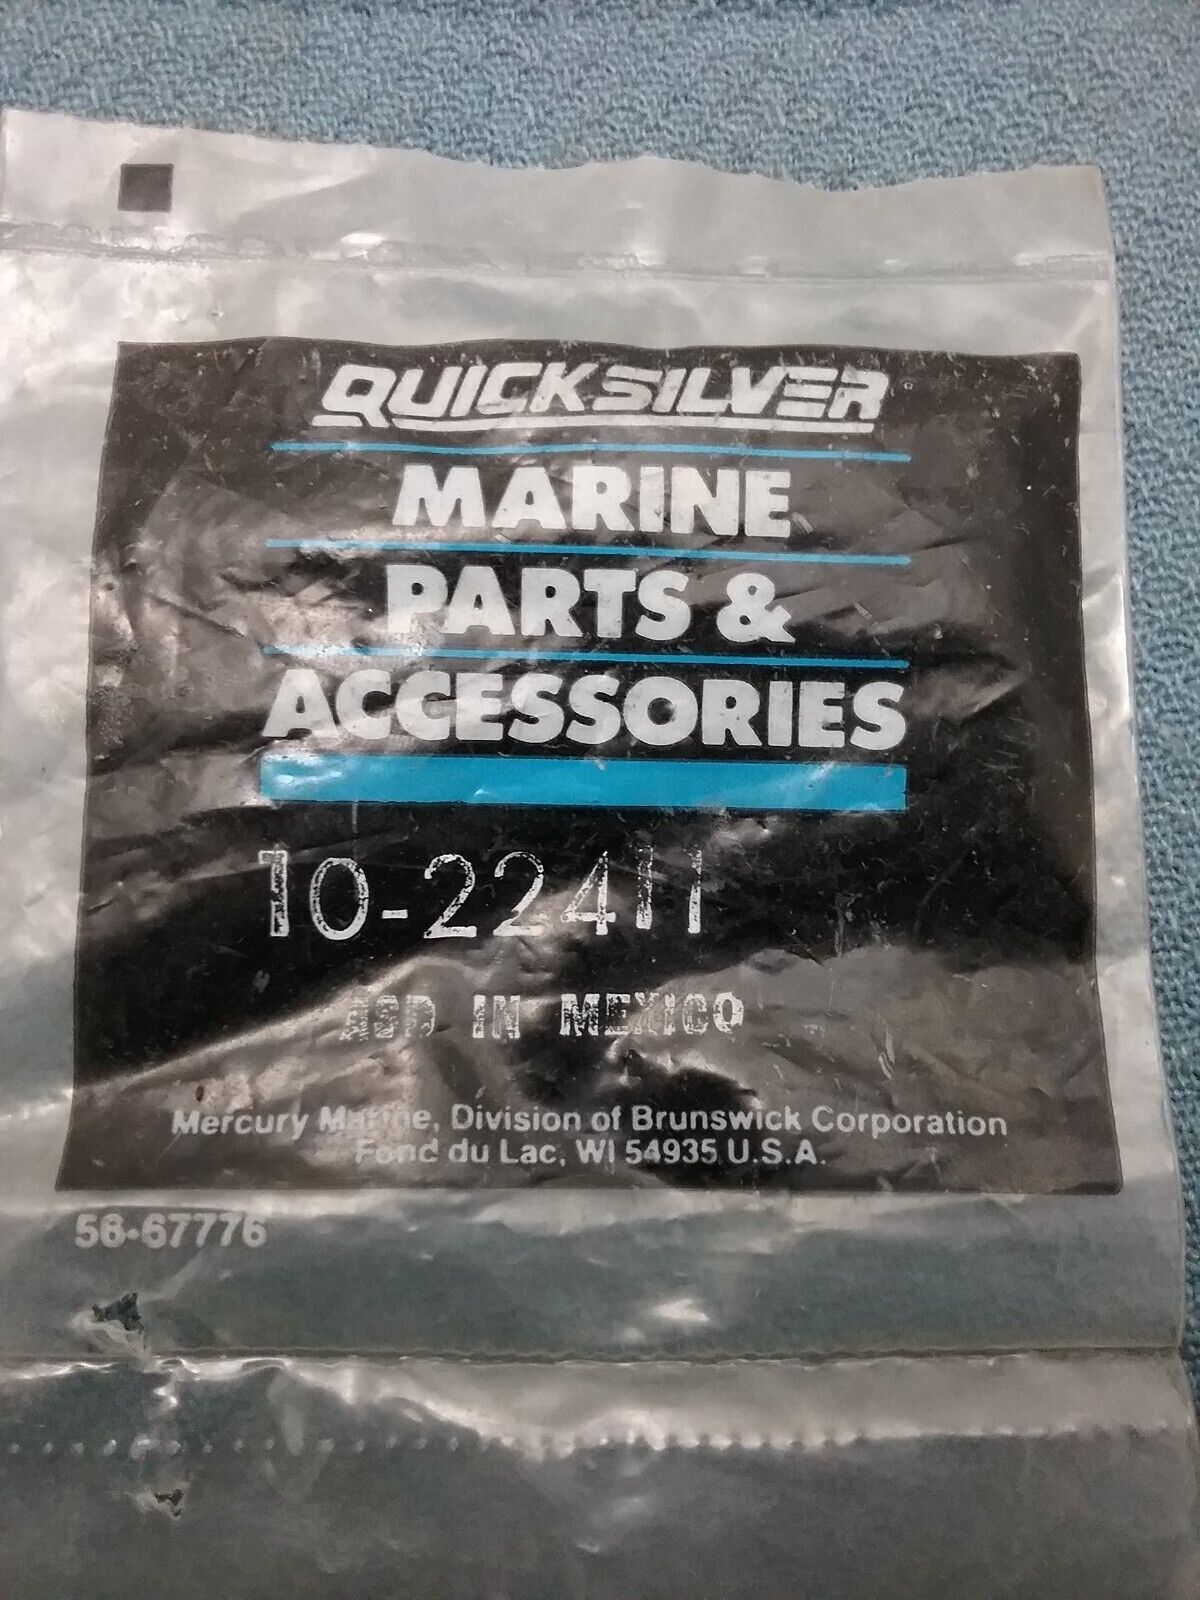 QUICKSILVER
MARINE
PARTS &
ACCESSORIES
10-22411
IN MEXICO
Mercury Marine, Division of Brunswick Corporation
Fond du Lac, WI 54935 U.S.A.
58-67776